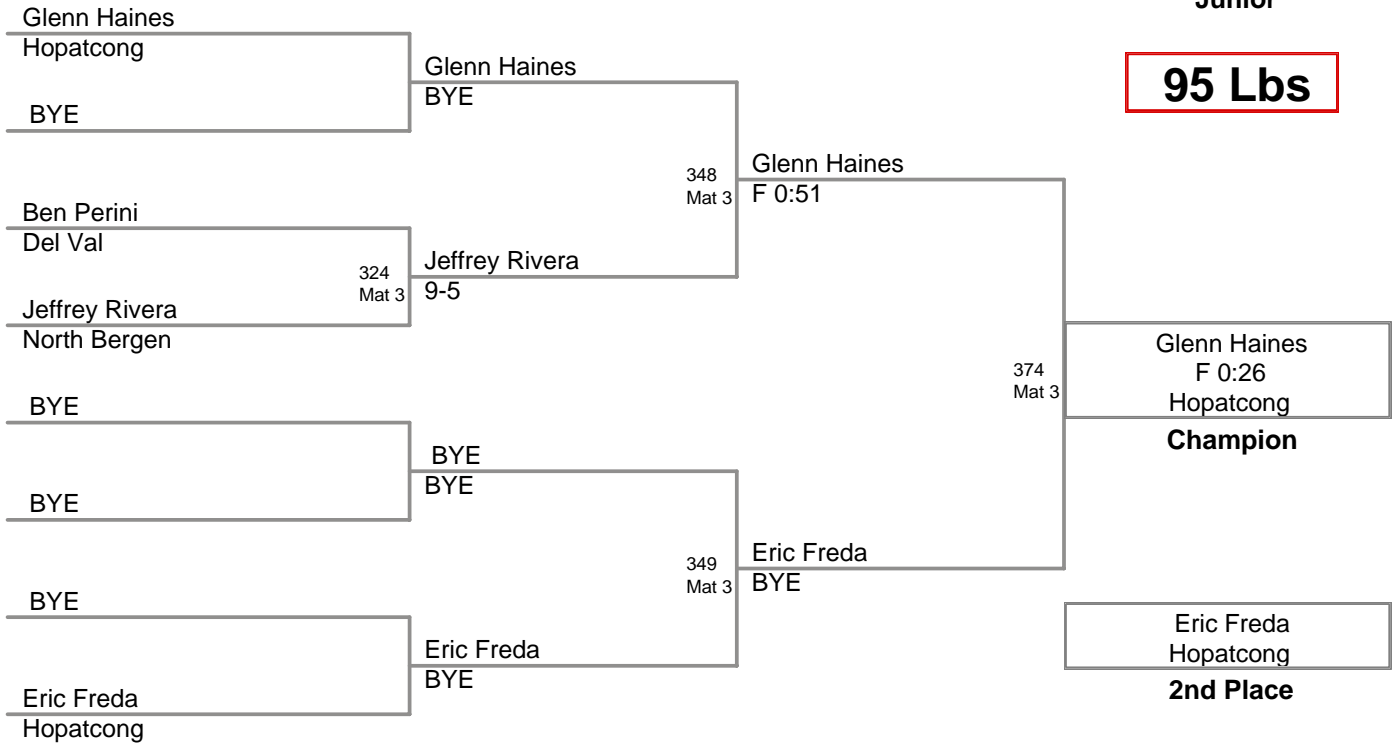 Junior
95 Lbs
Glenn Haines
Hopatcong
BYE
Ben Perini
Del Val
Jeffrey Rivera
North Bergen
BYE
BYE
BYE
Eric Freda
Hopatcong
Glenn Haines
BYE
324
Mat 3
Jeffrey Rivera
9-5
BYE
BYE
Eric Freda
BYE
348
Mat 3
Glenn Haines
F 0:51
349
Mat 3
Eric Freda
BYE
374
Mat 3
Glenn Haines
F 0:26
Hopatcong
Champion
Eric Freda
Hopatcong
2nd Place